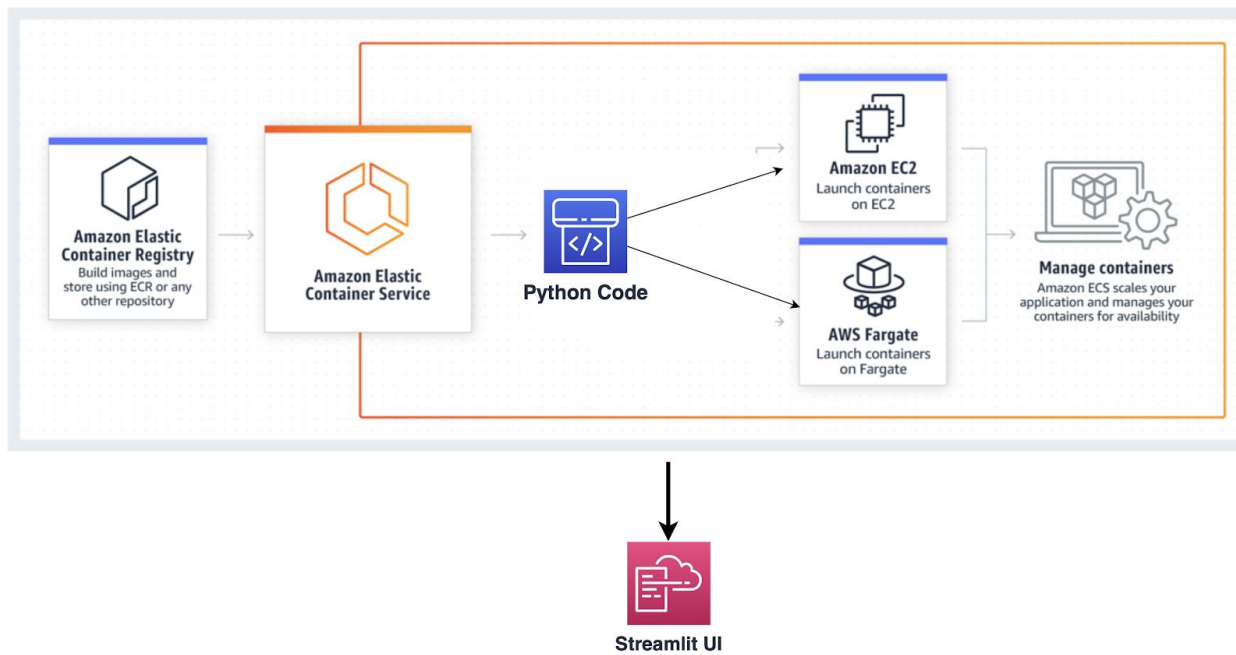 Amazon Elastic
Container Registry
Build images and
store using ECR or any
other repository
Amazon Elastic
Container Service
</>
Python Code
Amazon EC2
Launch containers
on EC2
AWS Fargate
Launch containers
on Fargate
Manage containers
Amazon ECS scales your
application and manages your
containers for availability
Streamlit UI